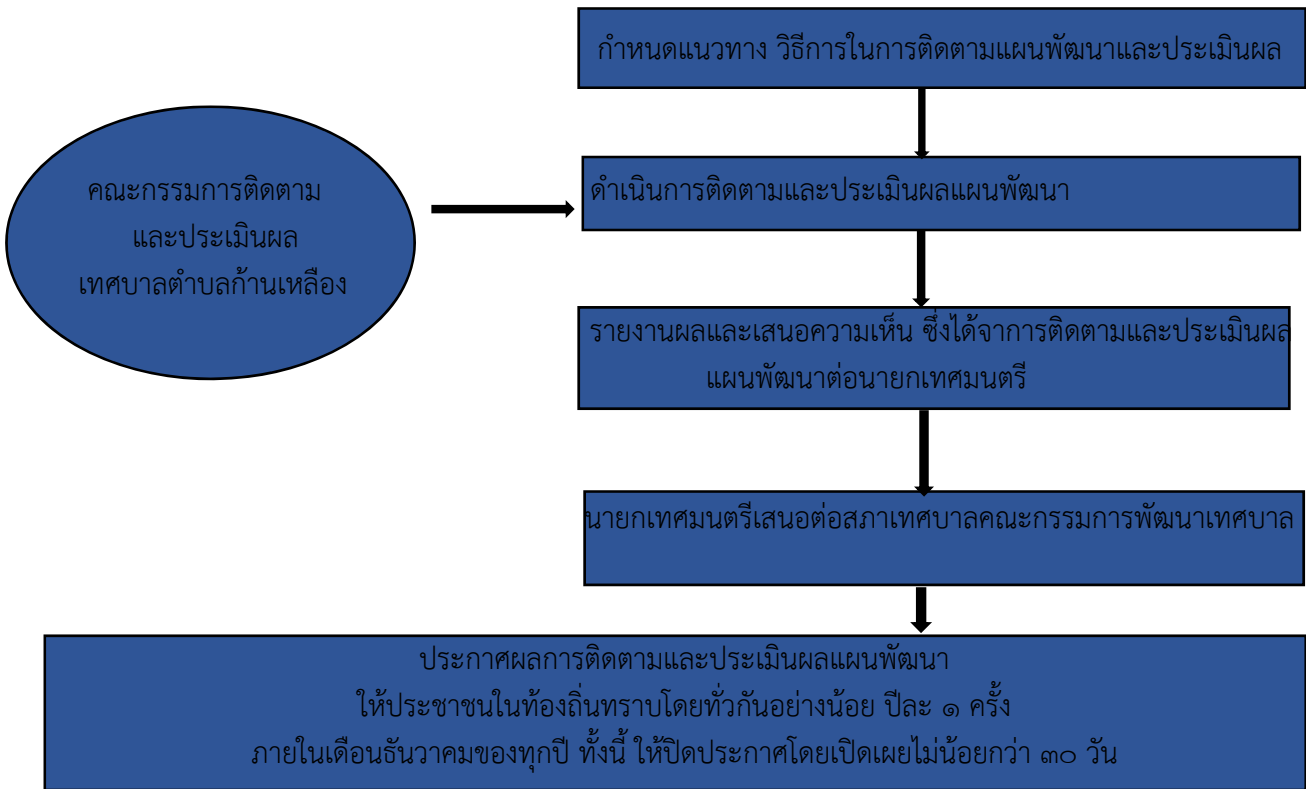 กำหนดแนวทาง วิธีการในการติดตามแผนพัฒนาและประเมินผล
คณะกรรมการติดตาม
และประเมินผล
เทศบาลตำบลก้านเหลือง
ดำเนินการติดตามและประเมินผลแผนพัฒนา
รายงานผลและเสนอความเห็น ซึ่งได้จาการติดตามและประเมินผล
แผนพัฒนาต่อนายกเทศมนตรี
นายกเทศมนตรีเสนอต่อสภาเทศบาลคณะกรรมการพัฒนาเทศบาล
ประกาศผลการติดตามและประเมินผลแผนพัฒนา
ให้ประชาชนในท้องถิ่นทราบโดยทั่วกันอย่างน้อย ปีละ ๑ ครั้ง
ภายในเดือนธันวาคมของทุกปี ทั้งนี้ ให้ปิดประกาศโดยเปิดเผยไม่น้อยกว่า ๓๐ วัน